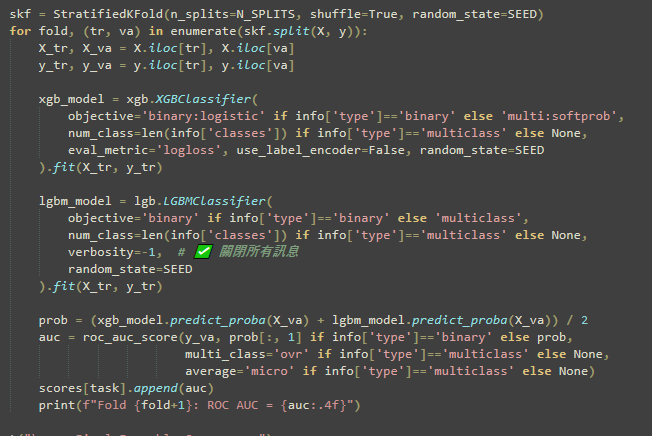 skf = StratifiedKFold(n_splits=N_SPLITS, shuffle=True, random_state=SEED)
for fold, (tr, va) in enumerate(skf.split(X, y)):
    X_tr, X_va = X.iloc[tr], X.iloc[va]
    y_tr, y_va = y.iloc[tr], y.iloc[va]

    xgb_model = xgb.XGBClassifier(
        objective='binary:logistic' if info['type']=='binary' else 'multi:softprob',
        num_class=len(info['classes']) if info['type']=='multiclass' else None,
        eval_metric='logloss', use_label_encoder=False, random_state=SEED
    ).fit(X_tr, y_tr)

    lgbm_model = lgb.LGBMClassifier(
        objective='binary' if info['type']=='binary' else 'multiclass',
        num_class=len(info['classes']) if info['type']=='multiclass' else None,
        verbosity=-1,  # ✅ 關閉所有訊息
        random_state=SEED
    ).fit(X_tr, y_tr)

    prob = (xgb_model.predict_proba(X_va) + lgbm_model.predict_proba(X_va)) / 2
    auc = roc_auc_score(y_va, prob[:, 1] if info['type']=='binary' else prob,
                        multi_class='ovr' if info['type']=='multiclass' else None,
                        average='micro' if info['type']=='multiclass' else None)
    scores[task].append(auc)
    print(f"Fold {fold+1}: ROC AUC = {auc:.4f}")